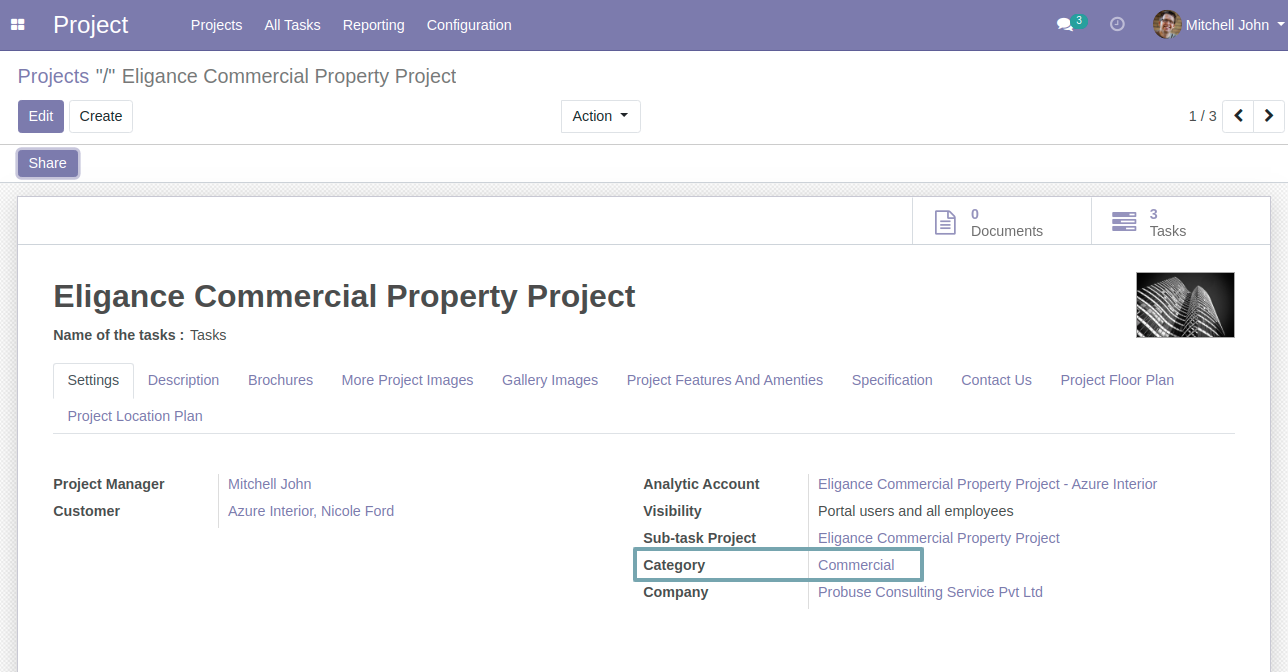 Project Projects All Tasks Reporting Configuration 3 Mitchell John
Projects "/" Eligance Commercial Property Project
Edit Create Action 1 / 3
Share
0
Documents
3
Tasks
Eligance Commercial Property Project
Name of the tasks : Tasks
Settings Description Brochures More Project Images Gallery Images Project Features And Amenties Specification Contact Us Project Floor Plan
Project Location Plan
Project Manager Mitchell John
Customer Azure Interior, Nicole Ford
Analytic Account Eligance Commercial Property Project - Azure Interior
Visibility Portal users and all employees
Sub-task Project Eligance Commercial Property Project
Category Commercial
Company Probuse Consulting Service Pvt Ltd